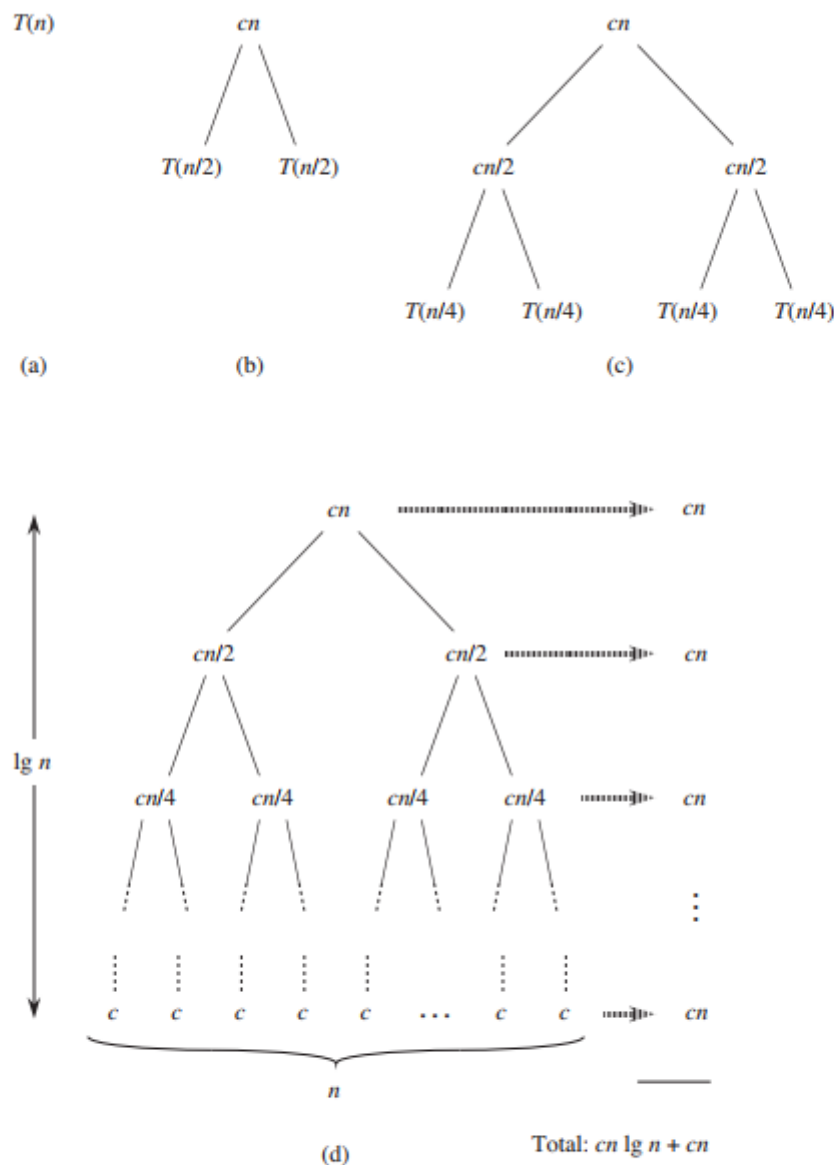 T(n) cn cn
T(n/2) T(n/2) cn/2 cn/2
T(n/4) T(n/4) T(n/4) T(n/4)
(a) (b) (c)
cn cn
cn/2 cn/2 cn
lg n
cn/4 cn/4 cn/4 cn/4 cn
⋮
c c c c c ... c c cn
n
(d) Total: cn lg n + cn